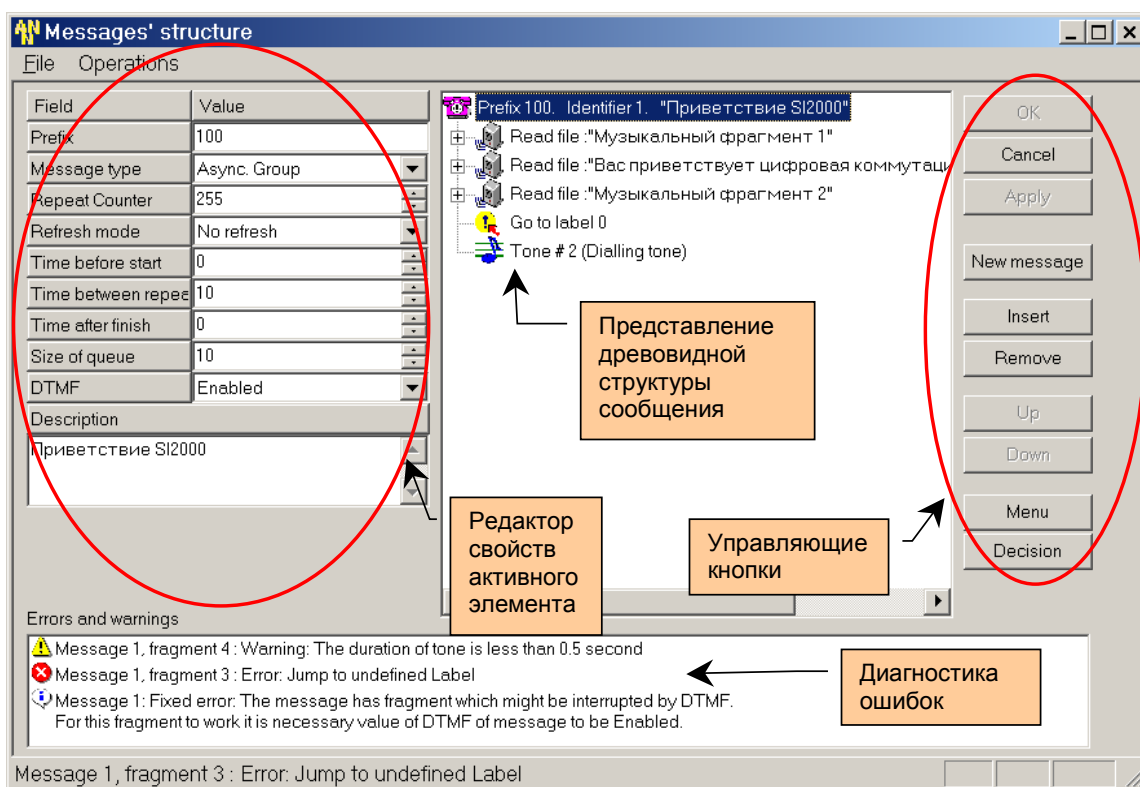 Messages' structure
File Operations
Field Value
Prefix 100
Message type Async. Group
Repeat Counter 255
Refresh mode No refresh
Time before start 0
Time between repee 10
Time after finish 0
Size of queue 10
DTMF Enabled
Description
Приветствие SI2000
Prefix 100. Identifier 1. "Приветствие SI2000"
Read file :"Музыкальный фрагмент 1"
Read file :"Вас приветствует цифровая коммутаци
Read file :"Музыкальный фрагмент 2"
Go to label 0
Tone # 2 (Dialling tone)
Представление
древовидной
структуры
сообщения
Редактор
свойств
активного
элемента
Управляющие
кнопки
OK
Cancel
Apply
New message
Insert
Remove
Up
Down
Menu
Decision
Errors and warnings
Message 1, fragment 4 : Warning: The duration of tone is less than 0.5 second
Message 1, fragment 3 : Error: Jump to undefined Label
Message 1: Fixed error: The message has fragment which might be interrupted by DTMF.
For this fragment to work it is necessary value of DTMF of message to be Enabled.
Диагностика
ошибок
Message 1, fragment 3 : Error: Jump to undefined Label